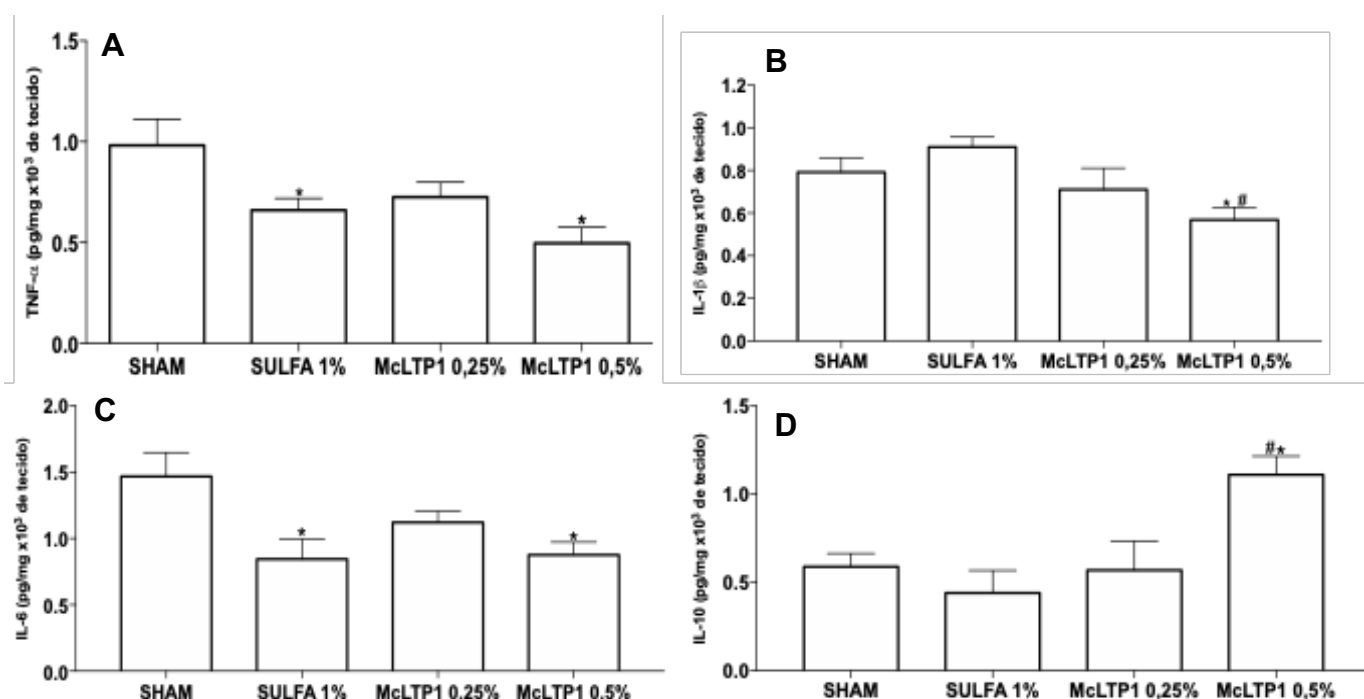 A
TNF-α (pg/mg x10³ de tecido)
1.5
1.0
0.5
0.0
*
*
SHAM SULFA 1% McLTP1 0,25% McLTP1 0,5%
B
IL-1β (pg/mg x10³ de tecido)
1.2
1.0
0.8
0.6
0.4
0.2
0.0
* #
SHAM SULFA 1% McLTP1 0,25% McLTP1 0,5%
C
IL-6 (pg/mg x10³ de tecido)
2.0
1.5
1.0
0.5
0.0
*
*
SHAM SULFA 1% McLTP1 0,25% McLTP1 0,5%
D
IL-10 (pg/mg x10³ de tecido)
1.5
1.0
0.5
0.0
#*
SHAM SULFA 1% McLTP1 0,25% McLTP1 0,5%